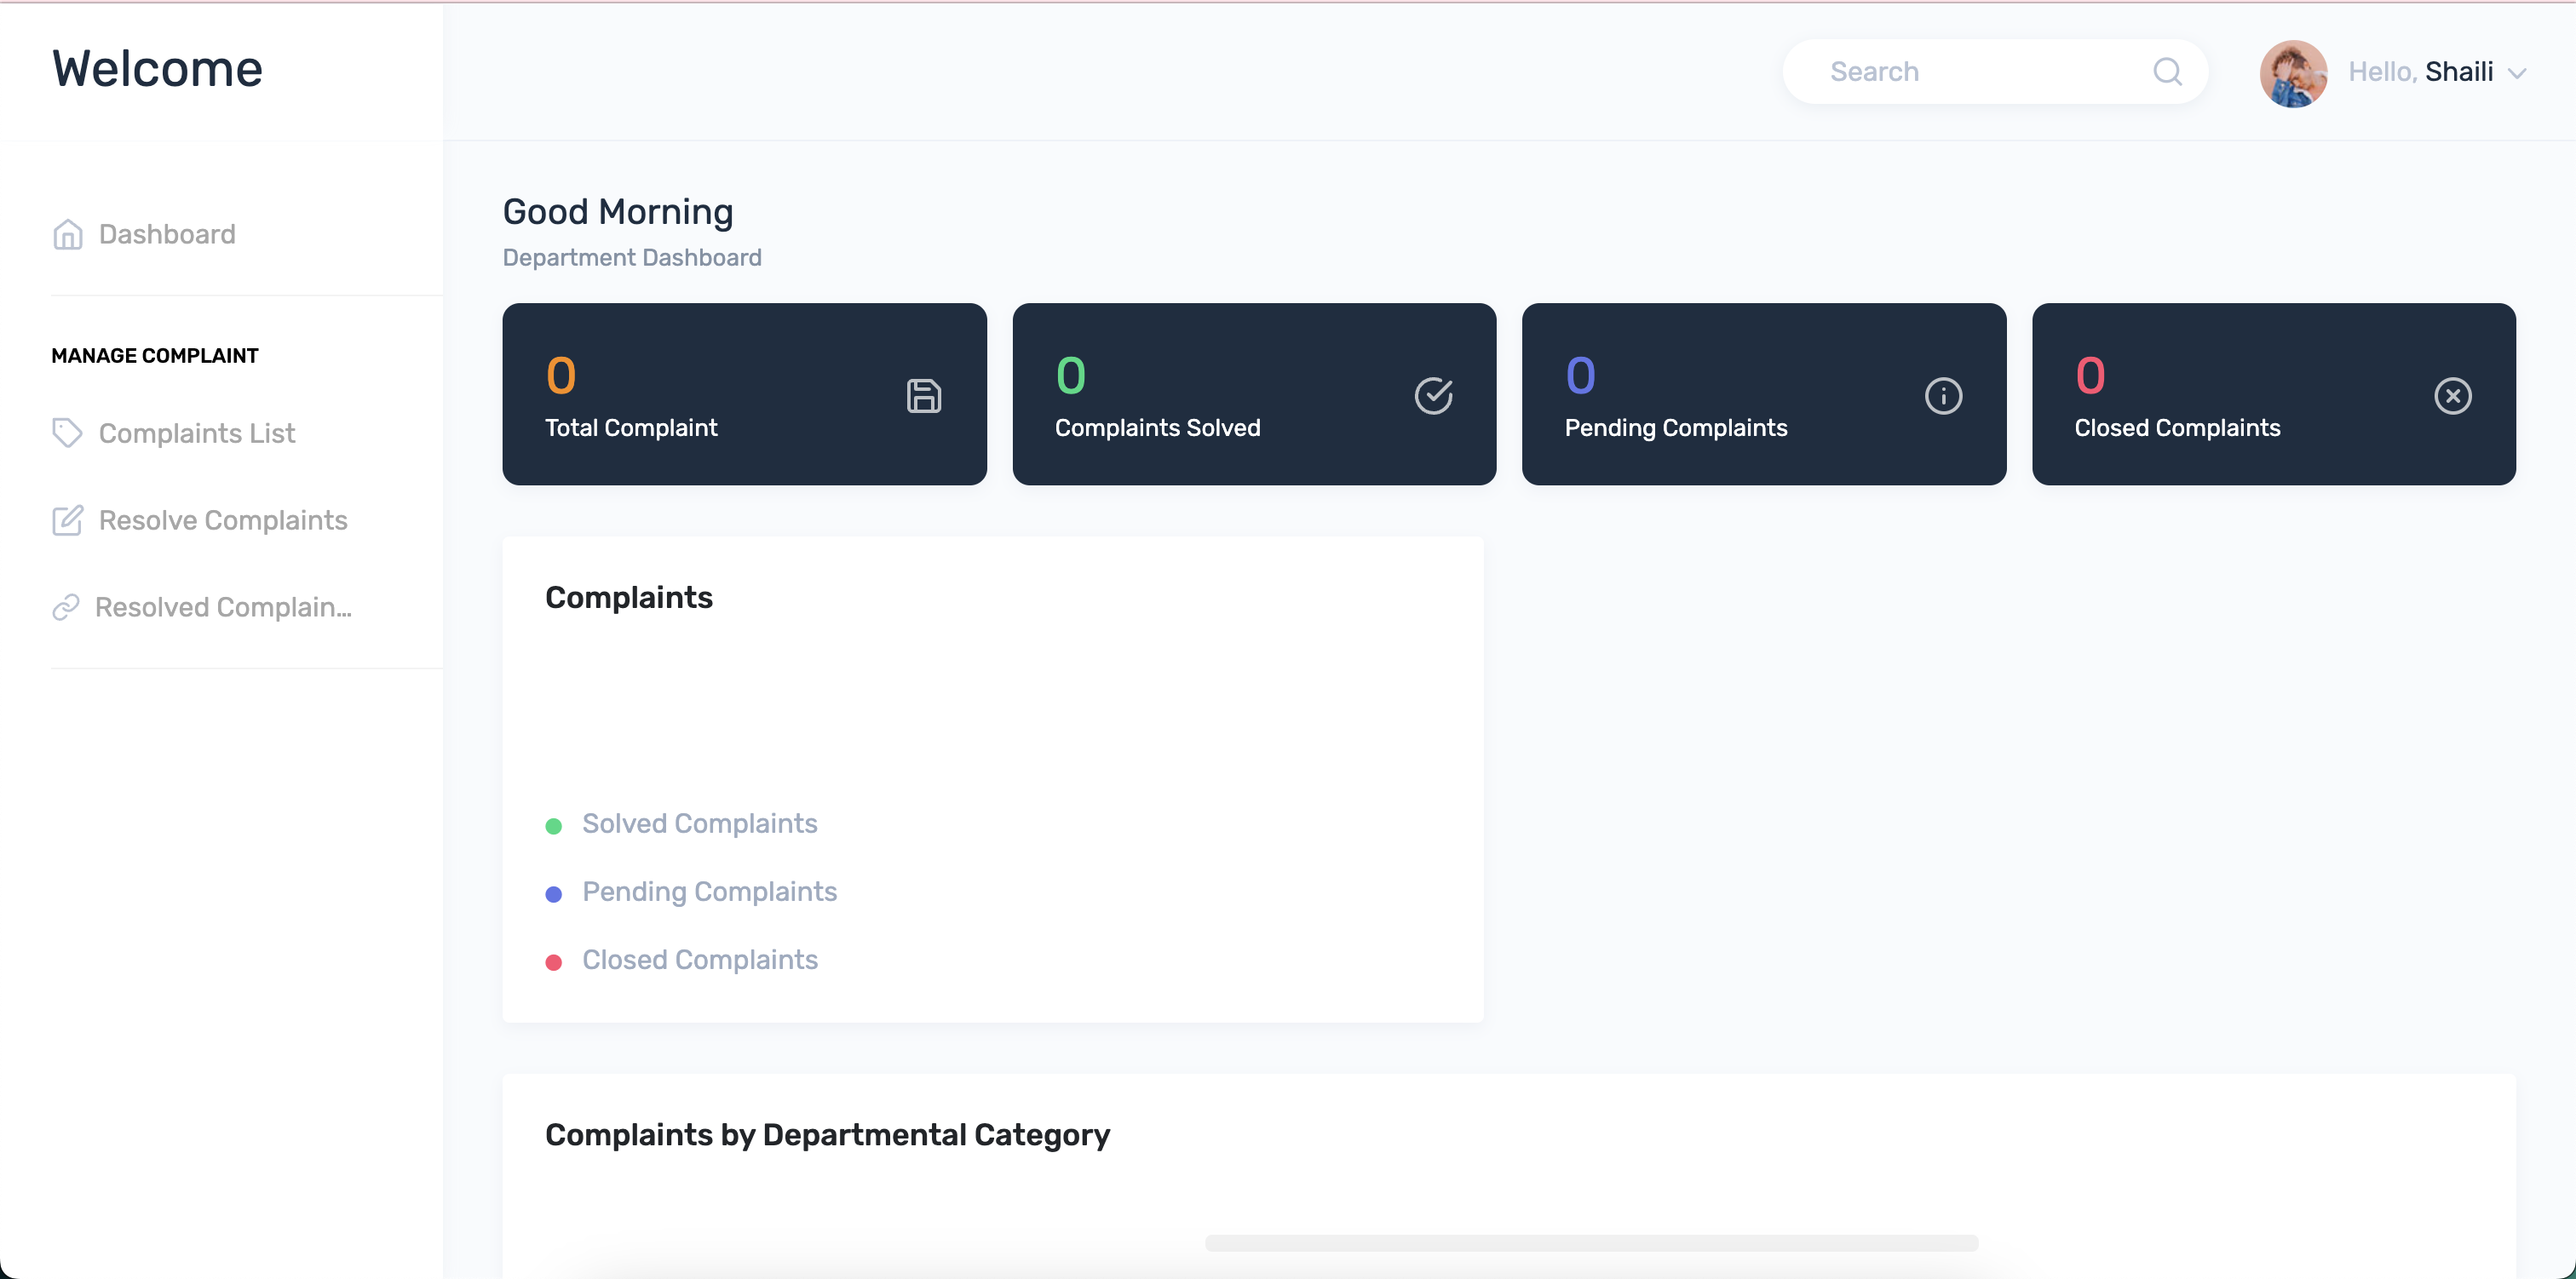 Welcome
Search
Hello, Shaili
Dashboard
MANAGE COMPLAINT
Complaints List
Resolve Complaints
Resolved Complain...
Good Morning
Department Dashboard
0
Total Complaint
0
Complaints Solved
0
Pending Complaints
0
Closed Complaints
Complaints
Solved Complaints
Pending Complaints
Closed Complaints
Complaints by Departmental Category